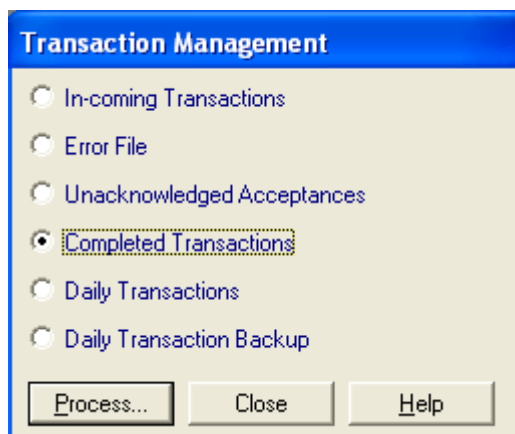 Transaction Management
In-coming Transactions
Error File
Unacknowledged Acceptances
Completed Transactions
Daily Transactions
Daily Transaction Backup
Process... Close Help